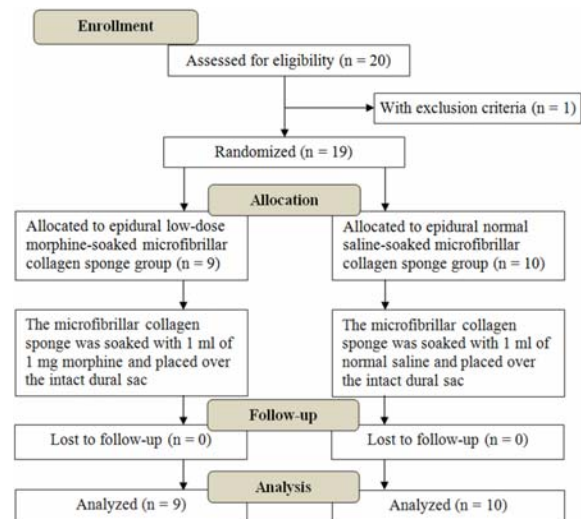 Enrollment
Assessed for eligibility (n = 20)
With exclusion criteria (n = 1)
Randomized (n = 19)
Allocation
Allocated to epidural low-dose
morphine-soaked microfibrillar
collagen sponge group (n = 9)
Allocated to epidural normal
saline-soaked microfibrillar
collagen sponge group (n = 10)
The microfibrillar collagen
sponge was soaked with 1 ml of
1 mg morphine and placed over
the intact dural sac
The microfibrillar collagen
sponge was soaked with 1 ml of
normal saline and placed over
the intact dural sac
Follow-up
Lost to follow-up (n = 0)
Lost to follow-up (n = 0)
Analysis
Analyzed (n = 9)
Analyzed (n = 10)